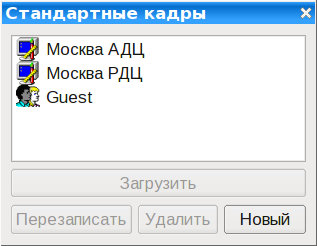 Стандартные кадры
Москва АДЦ
Москва РДЦ
Guest
Загрузить
Перезаписать Удалить Новый